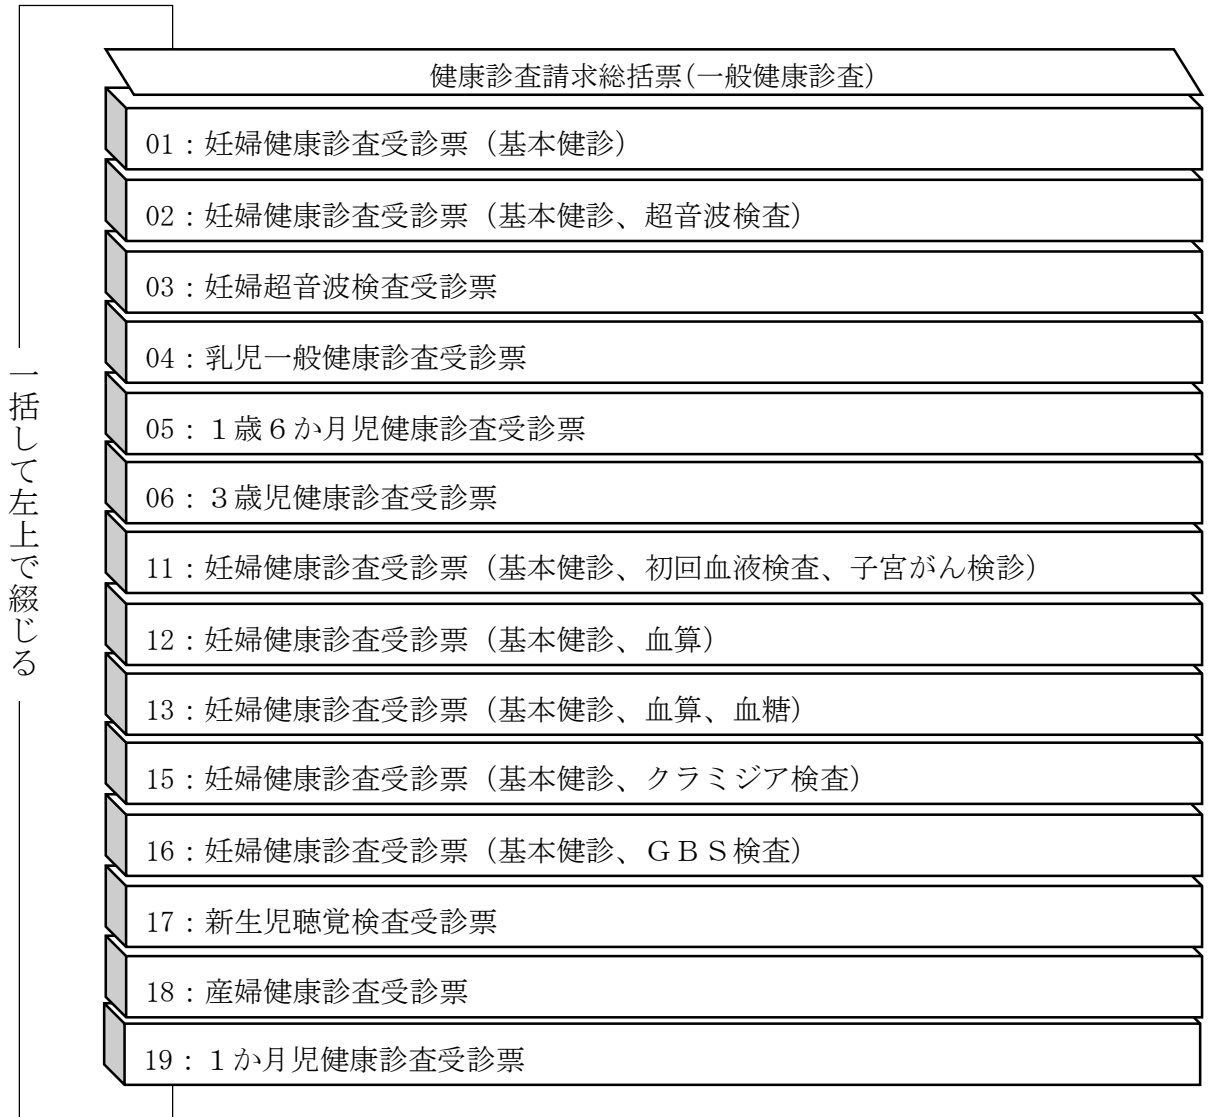 健康診査請求総括票(一般健康診査)
01：妊婦健康診査受診票（基本健診）
02：妊婦健康診査受診票（基本健診、超音波検査）
03：妊婦超音波検査受診票
04：乳児一般健康診査受診票
05：１歳６か月児健康診査受診票
06：３歳児健康診査受診票
11：妊婦健康診査受診票（基本健診、初回血液検査、子宮がん検診）
12：妊婦健康診査受診票（基本健診、血算）
13：妊婦健康診査受診票（基本健診、血算、血糖）
15：妊婦健康診査受診票（基本健診、クラミジア検査）
16：妊婦健康診査受診票（基本健診、ＧＢＳ検査）
17：新生児聴覚検査受診票
18：産婦健康診査受診票
19：１か月児健康診査受診票
一括して左上で綴じる